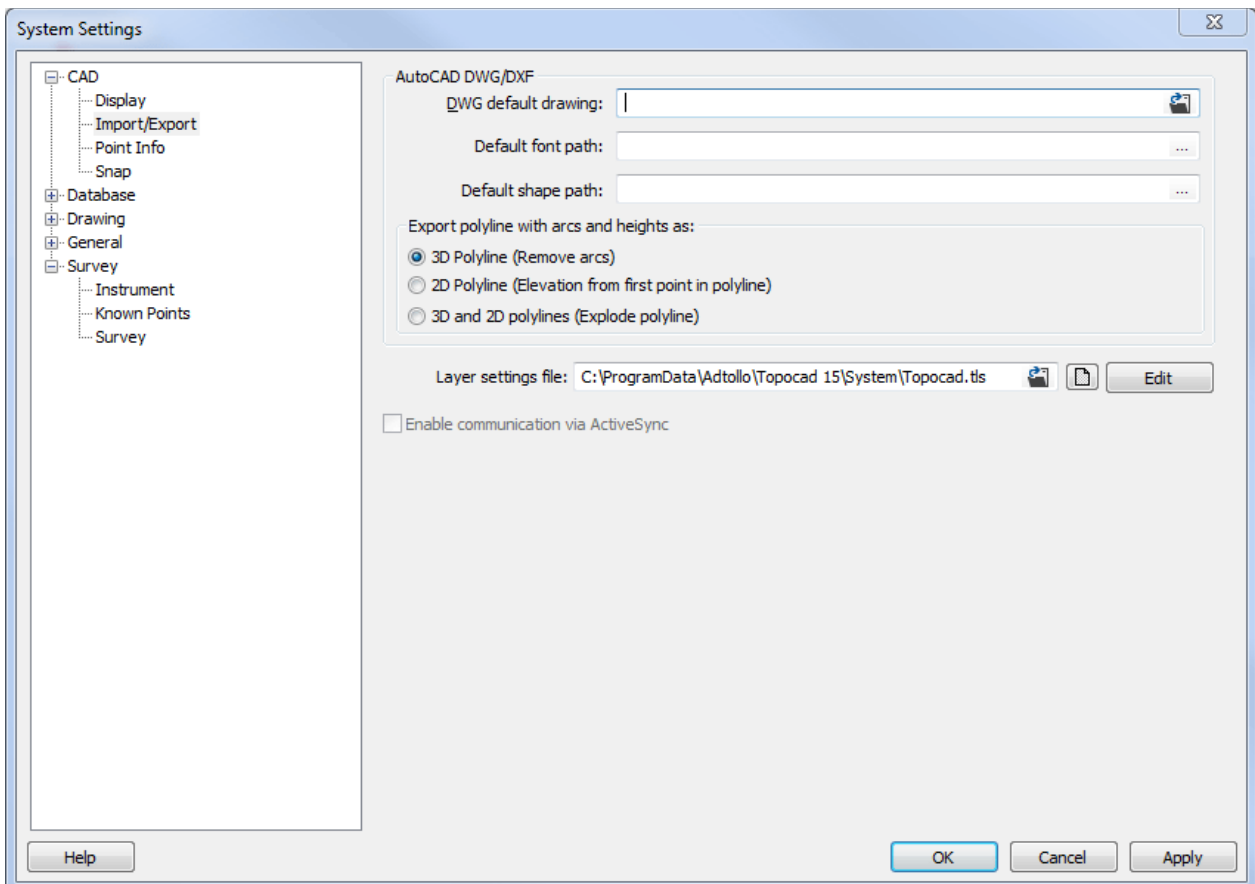 System Settings
CAD
Display
Import/Export
Point Info
Snap
Database
Drawing
General
Survey
Instrument
Known Points
Survey
AutoCAD DWG/DXF
DWG default drawing:
Default font path:
...
Default shape path:
...
Export polyline with arcs and heights as:
3D Polyline (Remove arcs)
2D Polyline (Elevation from first point in polyline)
3D and 2D polylines (Explode polyline)
Layer settings file: C:\ProgramData\Adtollo\Topocad 15\System\Topocad.tls Edit
Enable communication via ActiveSync
Help OK Cancel Apply